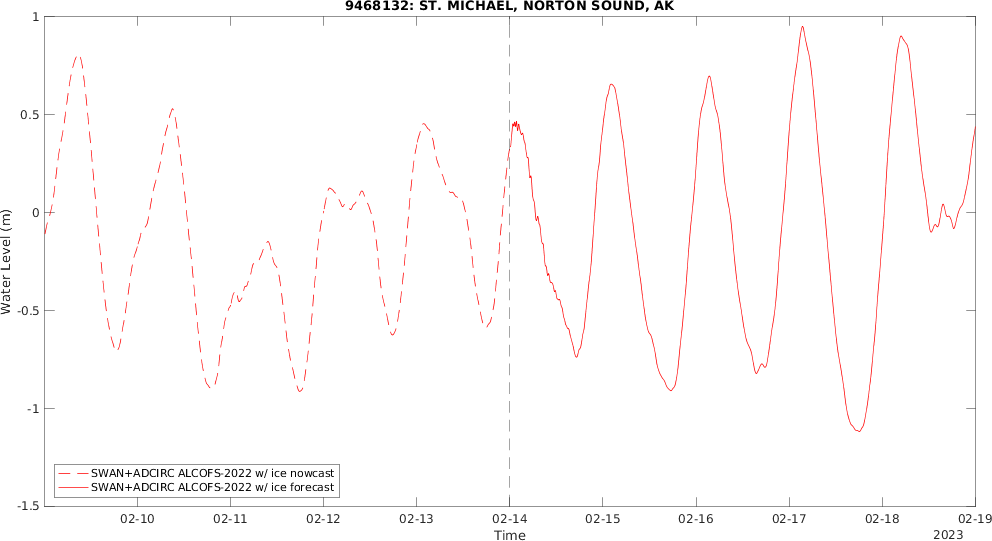 9468132: ST. MICHAEL, NORTON SOUND, AK
1
0.5
0
-0.5
-1
-1.5
Water Level (m)
SWAN+ADCIRC ALCOFS-2022 w/ ice nowcast
SWAN+ADCIRC ALCOFS-2022 w/ ice forecast
02-10 02-11 02-12 02-13 02-14 02-15 02-16 02-17 02-18 02-19
Time
2023